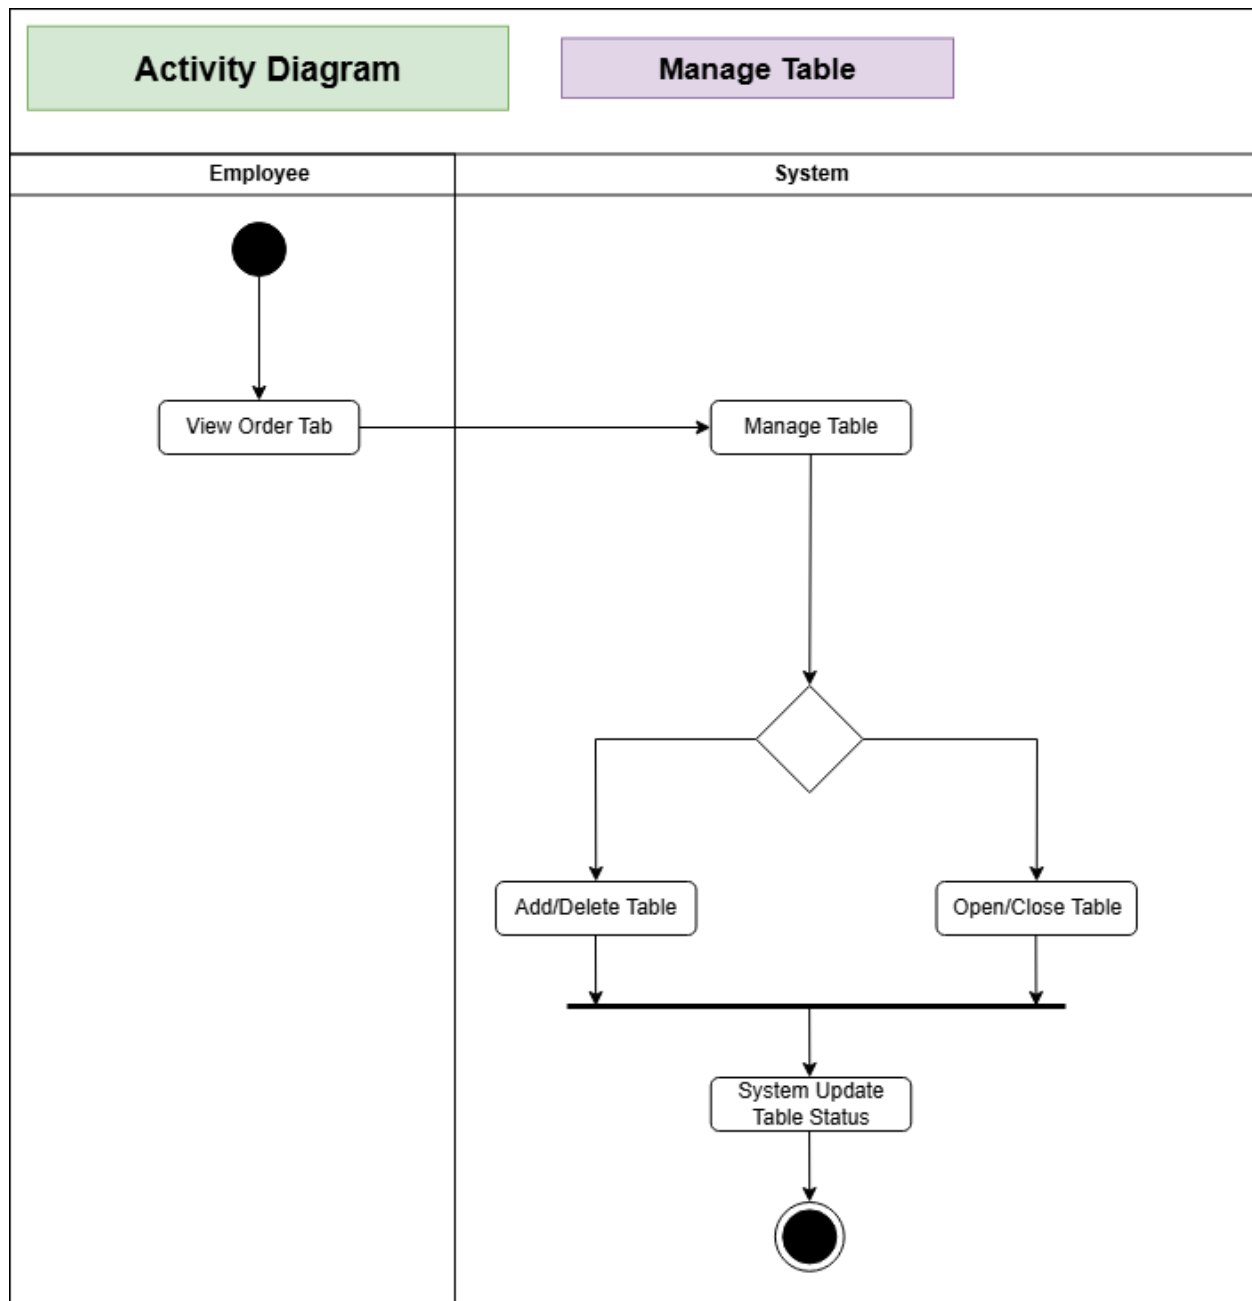 Activity Diagram
Manage Table
Employee
System
View Order Tab
Manage Table
Add/Delete Table
Open/Close Table
System Update
Table Status